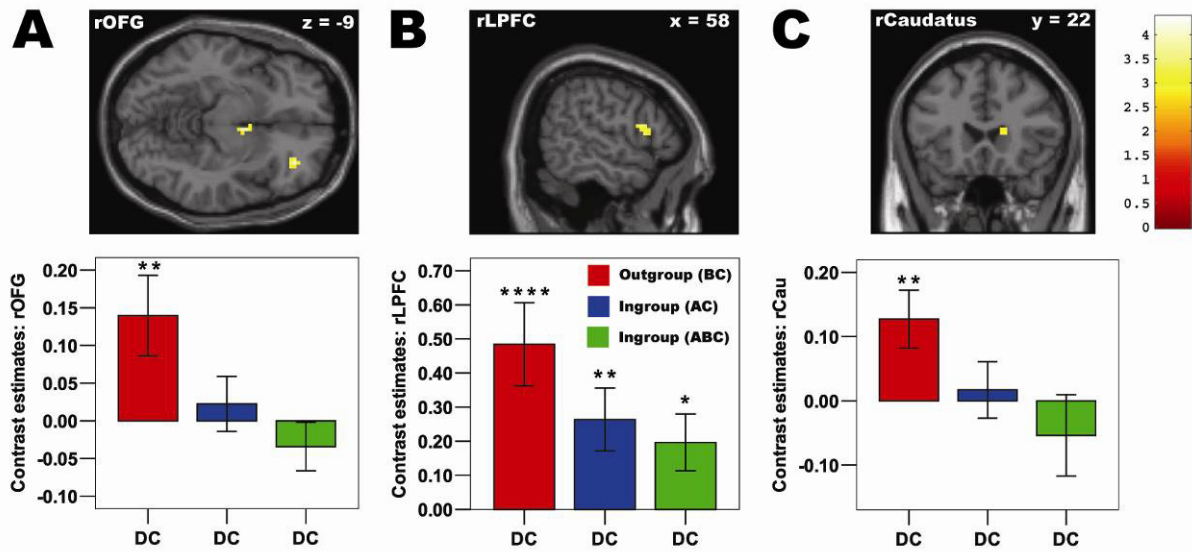 A
rOFG
z = -9
B
rLPFC
x = 58
C
rCaudatus
y = 22
4
3.5
3
2.5
2
1.5
1
0.5
0
Contrast estimates: rOFG
0.20
0.15
0.10
0.05
0.00
-0.05
-0.10
**
DC
DC
DC
Contrast estimates: rLPFC
0.70
0.60
0.50
0.40
0.30
0.20
0.10
0.00
****
**
*
Outgroup (BC)
Ingroup (AC)
Ingroup (ABC)
DC
DC
DC
Contrast estimates: rCau
0.20
0.10
0.00
-0.10
**
DC
DC
DC